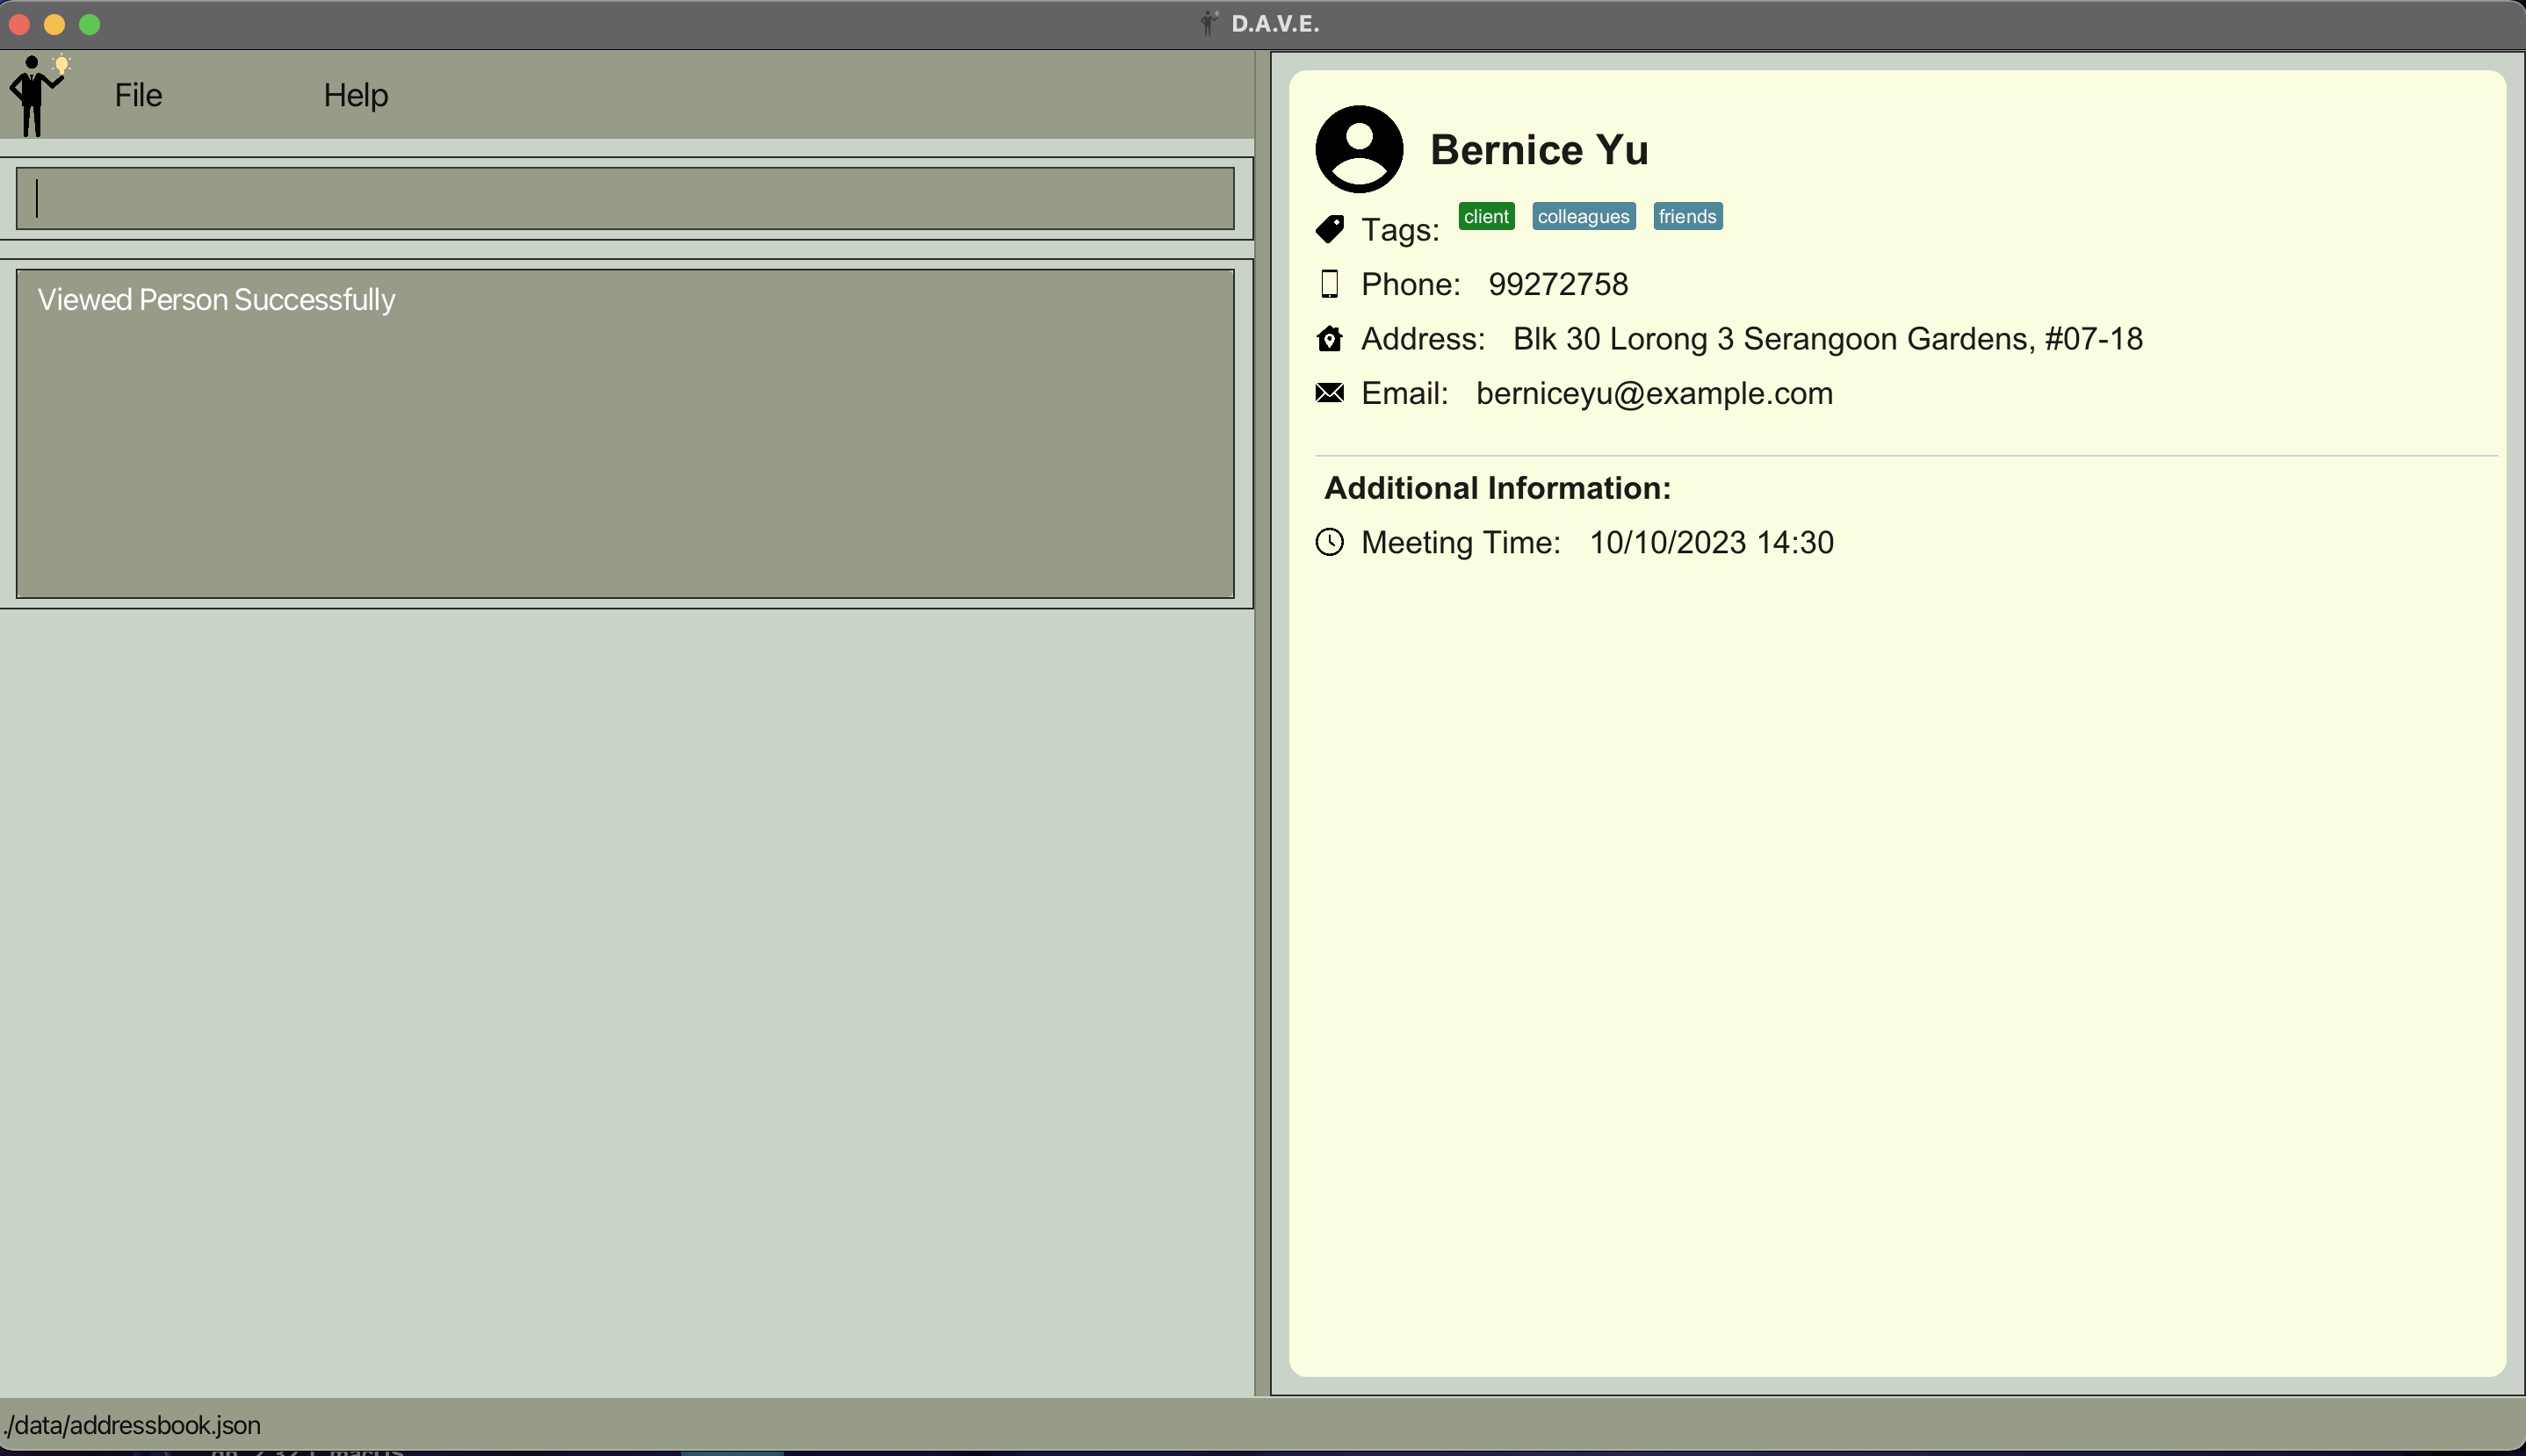 D.A.V.E.
File Help
Viewed Person Successfully
Bernice Yu
Tags: client colleagues friends
Phone: 99272758
Address: Blk 30 Lorong 3 Serangoon Gardens, #07-18
Email: berniceyu@example.com
Additional Information:
Meeting Time: 10/10/2023 14:30
./data/addressbook.json